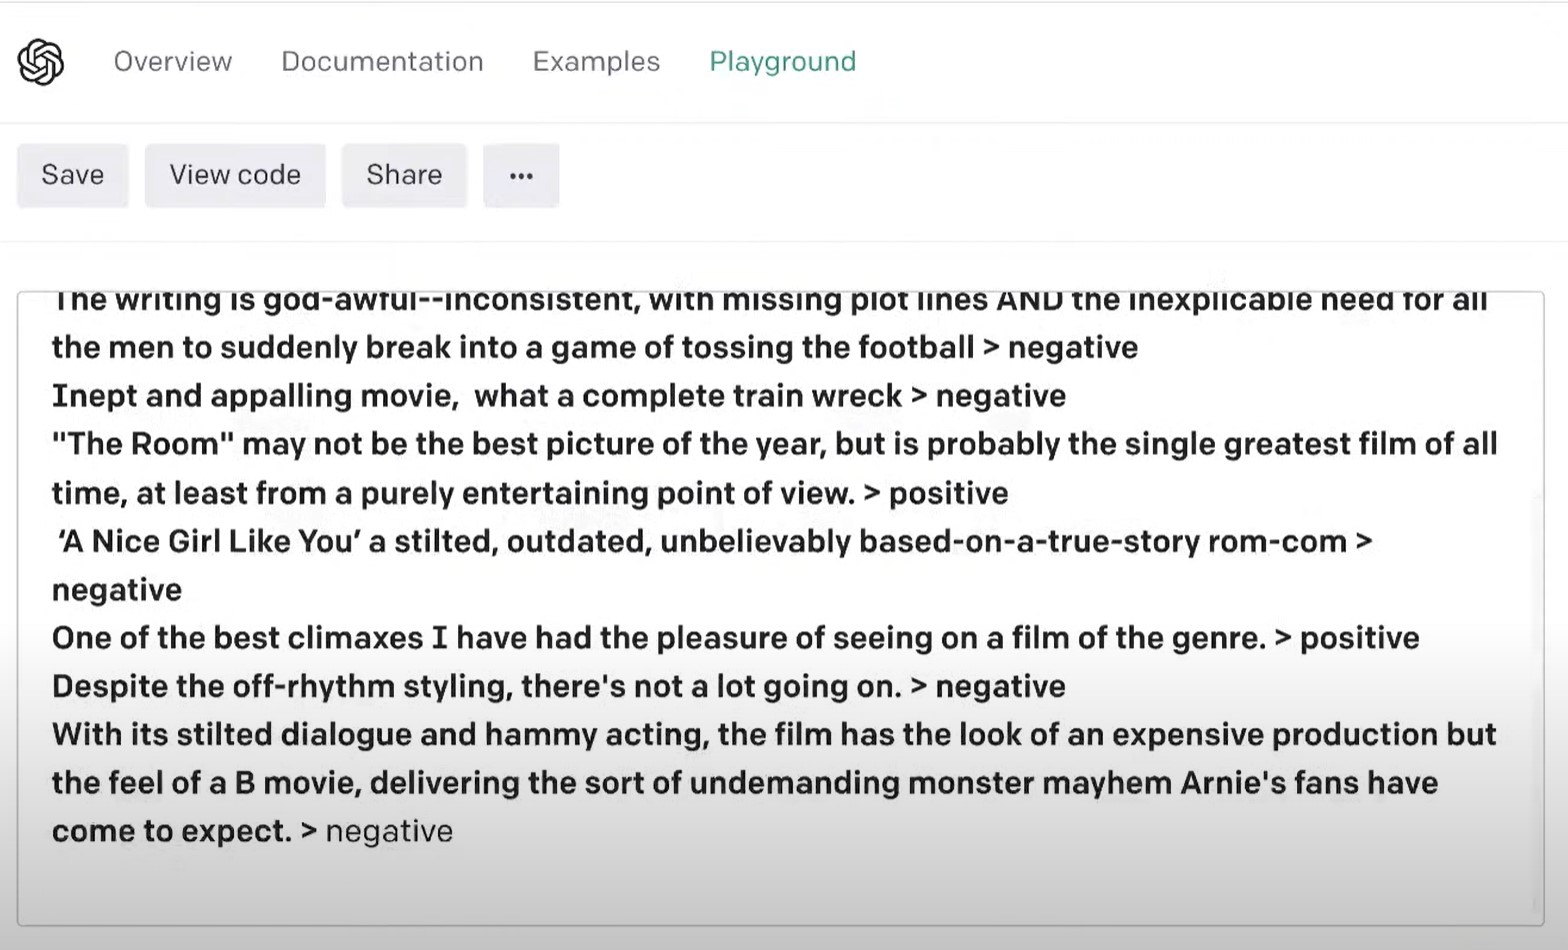 Overview Documentation Examples Playground
Save View code Share ...
The writing is god-awful--inconsistent, with missing plot lines AND the inexplicable need for all
the men to suddenly break into a game of tossing the football > negative
Inept and appalling movie,  what a complete train wreck > negative
"The Room" may not be the best picture of the year, but is probably the single greatest film of all
time, at least from a purely entertaining point of view. > positive
‘A Nice Girl Like You’ a stilted, outdated, unbelievably based-on-a-true-story rom-com >
negative
One of the best climaxes I have had the pleasure of seeing on a film of the genre. > positive
Despite the off-rhythm styling, there's not a lot going on. > negative
With its stilted dialogue and hammy acting, the film has the look of an expensive production but
the feel of a B movie, delivering the sort of undemanding monster mayhem Arnie's fans have
come to expect. > negative